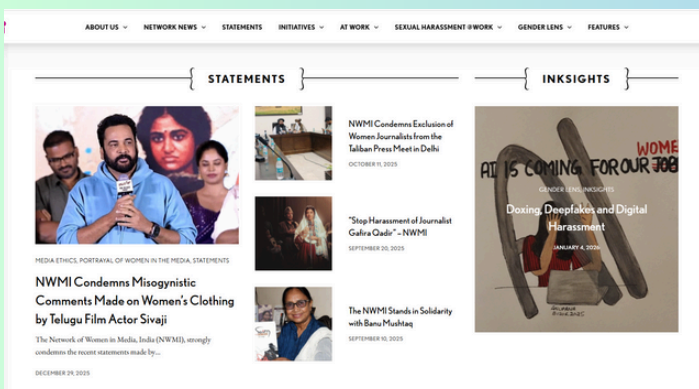 ABOUT US
NETWORK NEWS
STATEMENTS
INITIATIVES
AT WORK
SEXUAL HARASSMENT @WORK
GENDER LENS
FEATURES
STATEMENTS
MEDIA ETHICS, PORTRAYAL OF WOMEN IN THE MEDIA, STATEMENTS
NWMI Condemns Misogynistic
Comments Made on Women's Clothing
by Telugu Film Actor Sivaji
The Network of Women in Media, India (NWMI), strongly
condemns the recent statements made by...
DECEMBER 29, 2025
NWMI Condemns Exclusion of
Women Journalists from the
Taliban Press Meet in Delhi
OCTOBER 11, 2025
"Stop Harassment of Journalist
Gafira Qadir" – NWMI
SEPTEMBER 20, 2025
The NWMI Stands in Solidarity
with Banu Mushtaq
SEPTEMBER 10, 2025
INKSIGHTS
WOME
AI IS COMING FOR OUR JOB
GENDER LENS, INKSIGHTS
Doxing, Deepfakes and Digital
Harassment
JANUARY 4, 2026